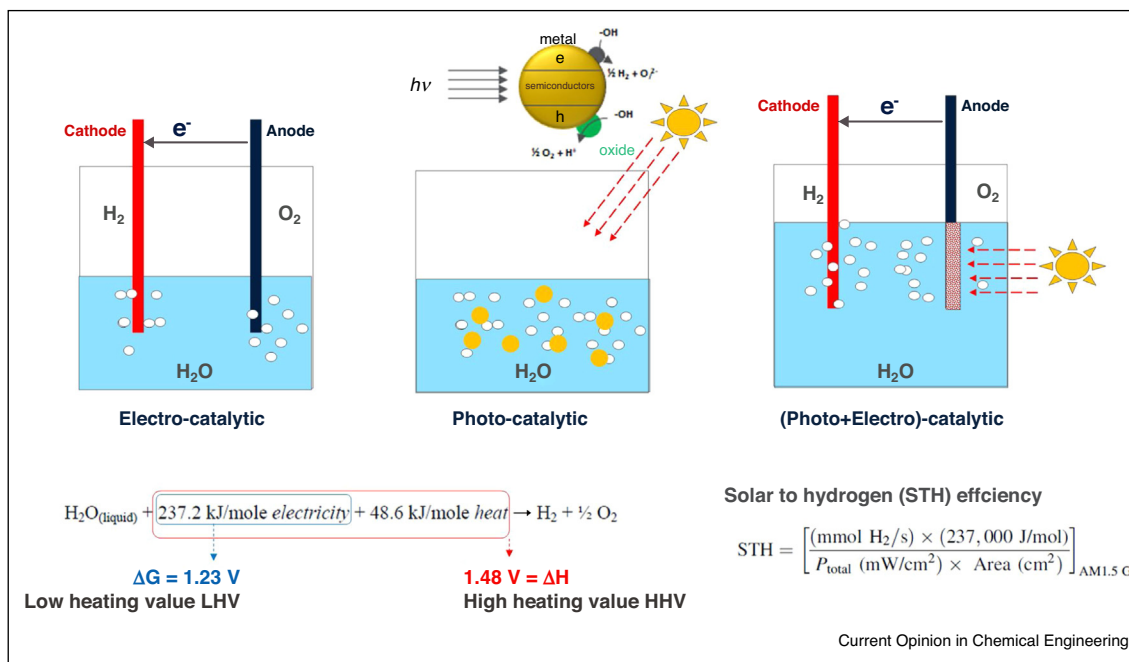 metal
-OH
e
½ H₂ + O₁²⁻
hν
semiconductors
h
-OH
½ O₂ + H⁺
oxide
Cathode
e⁻
Anode
H₂
O₂
H₂O
Electro-catalytic
H₂O
Photo-catalytic
Cathode
e⁻
Anode
H₂
O₂
H₂O
(Photo+Electro)-catalytic
H₂O(liquid) + 237.2 kJ/mole electricity + 48.6 kJ/mole heat → H₂ + ½ O₂
ΔG = 1.23 V
Low heating value LHV
1.48 V = ΔH
High heating value HHV
Solar to hydrogen (STH) effciency
STH = [ (mmol H₂/s) × (237, 000 J/mol)
P_total (mW/cm²) × Area (cm²) ] AM1.5 G
Current Opinion in Chemical Engineering